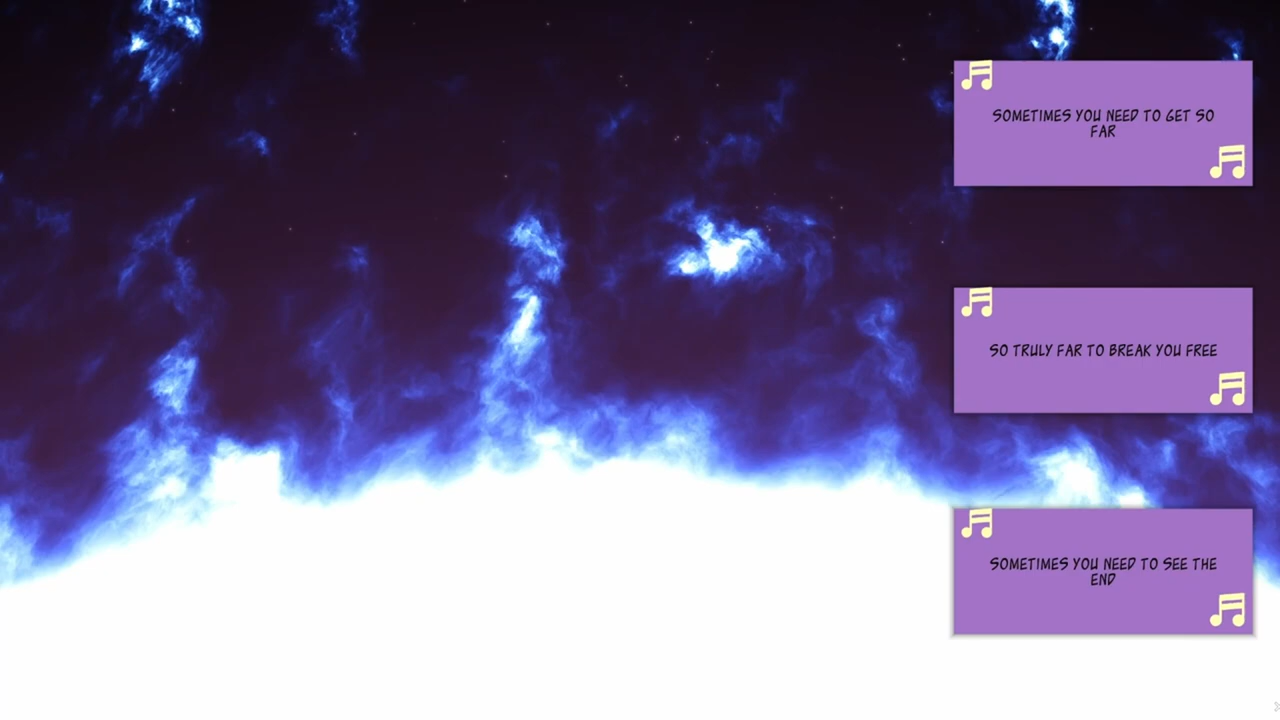 SOMETIMES YOU NEED TO GET SO
FAR
SO TRULY FAR TO BREAK YOU FREE
SOMETIMES YOU NEED TO SEE THE
END